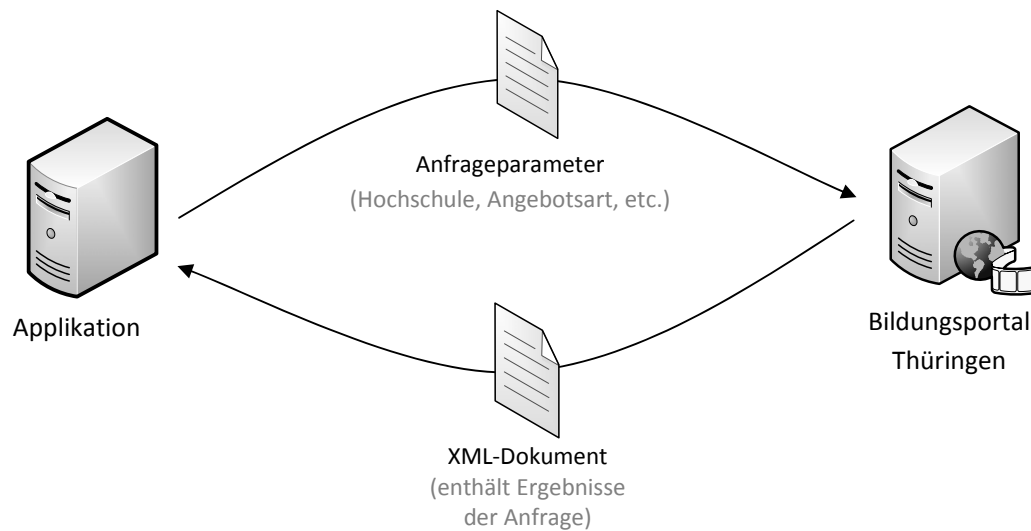 Anfrageparameter
(Hochschule, Angebotsart, etc.)
Applikation
Bildungsportal
Thüringen
XML-Dokument
(enthält Ergebnisse
der Anfrage)